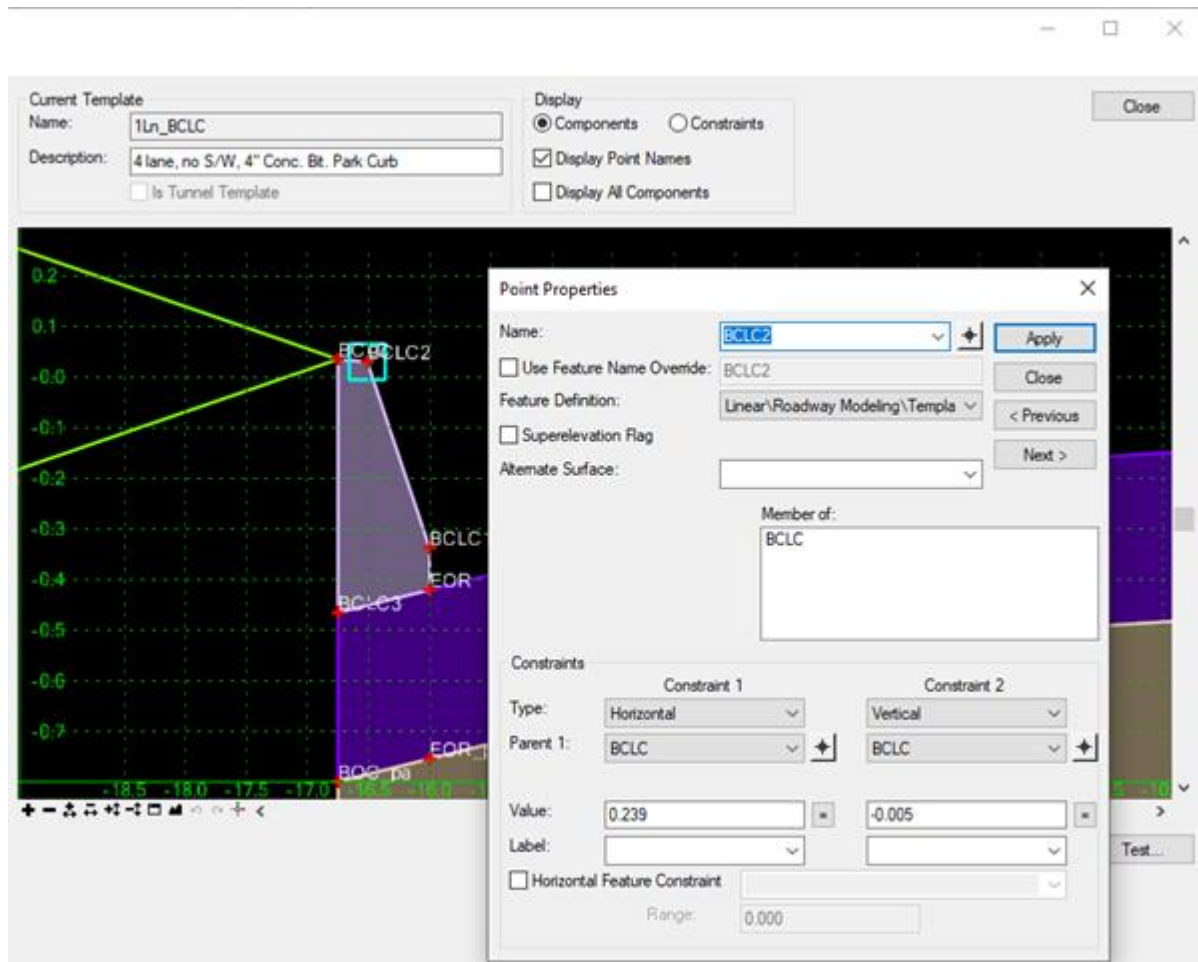 Current Template
Name: 1Ln_BCLC
Description: 4 lane, no S/W, 4" Conc. Bit. Park Curb
Is Tunnel Template
Display
Components Constraints
Display Point Names
Display All Components
Close
0.2
0.1
-0.0
-0.1
-0.2
-0.3
-0.4
-0.5
-0.6
-0.7
BCLC2
BCLC3
EOR
-18.5 -18.0 -17.5 -17.0 -16.5 -16.0
Point Properties
Name: BCLC2
Apply
Use Feature Name Override: BCLC2
Close
Feature Definition: Linear\Roadway Modeling\Templa
< Previous
Superelevation Flag
Next >
Alternate Surface:
Member of:
BCLC
Constraints
Constraint 1 Constraint 2
Type: Horizontal Vertical
Parent 1: BCLC BCLC
Value: 0.239 = -0.005 =
Label:
Horizontal Feature Constraint
Range: 0.000
Test...